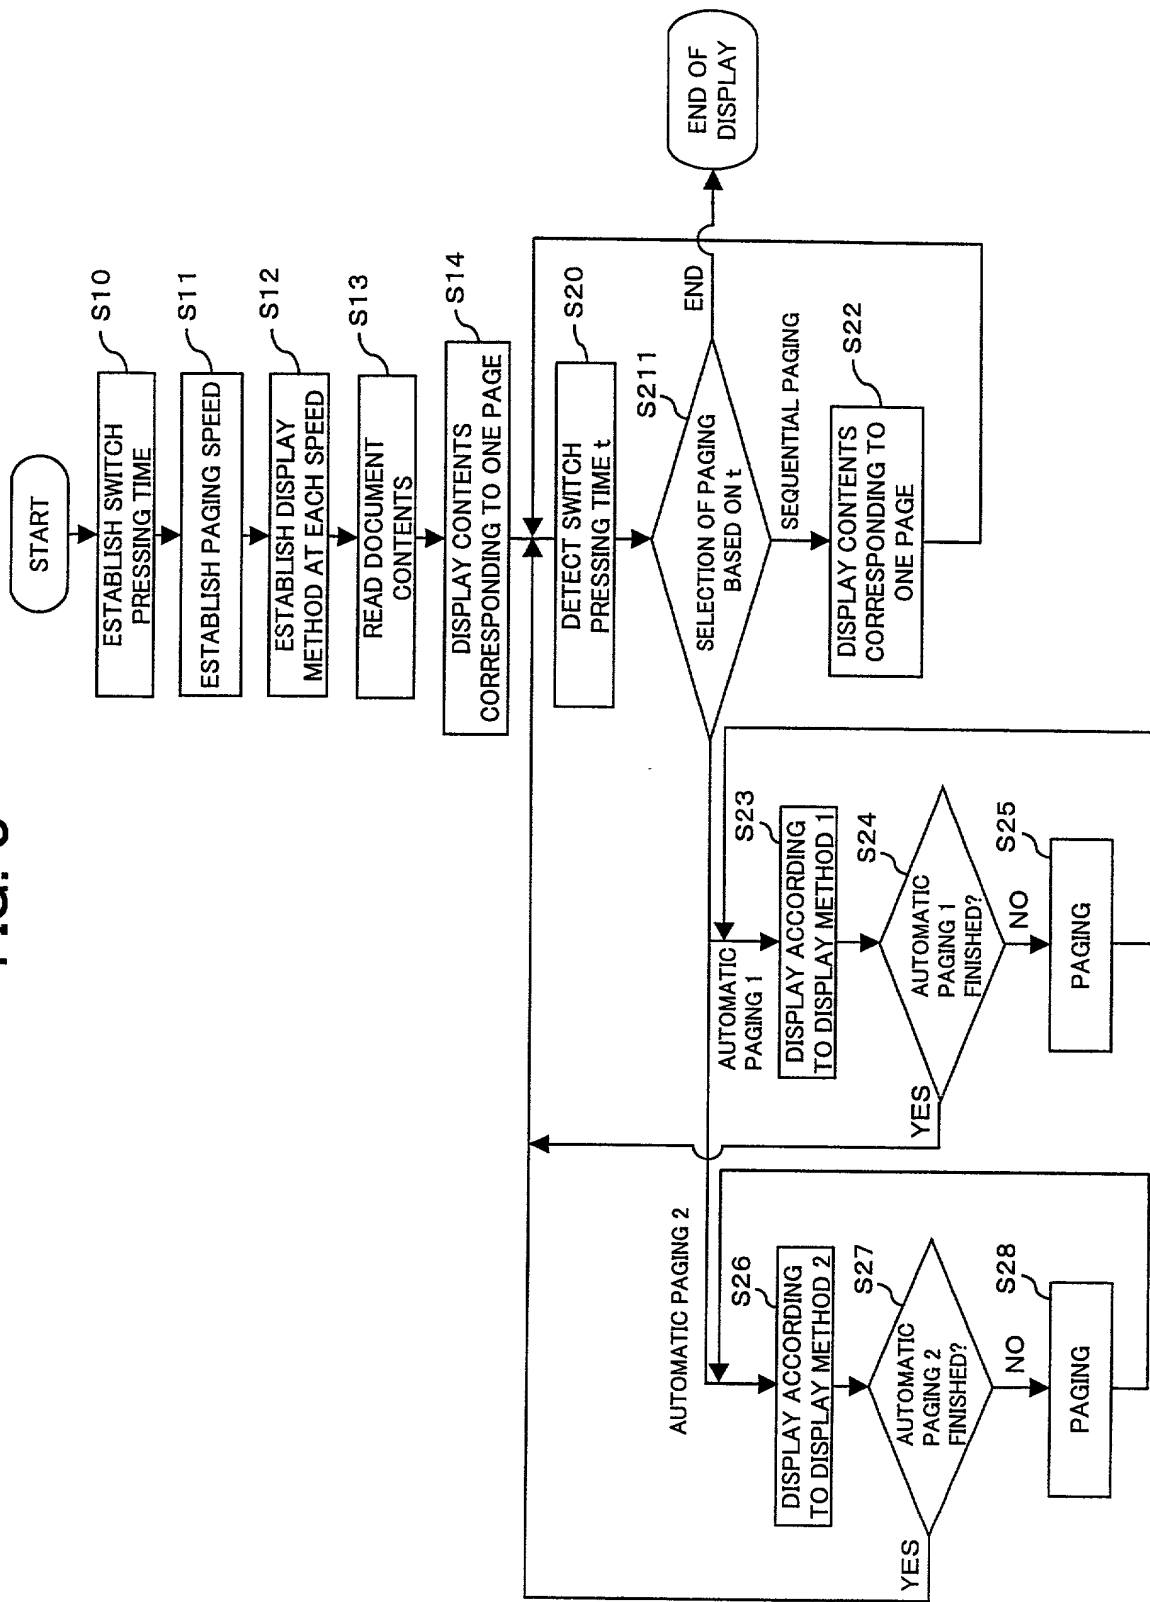 START
ESTABLISH SWITCH
PRESSING TIME
S10
ESTABLISH PAGING SPEED
S11
ESTABLISH DISPLAY
METHOD AT EACH SPEED
S12
READ DOCUMENT
CONTENTS
S13
DISPLAY CONTENTS
CORRESPONDING TO ONE PAGE
S14
DETECT SWITCH
PRESSING TIME t
S20
SELECTION OF PAGING
BASED ON t
S211
END
END OF
DISPLAY
SEQUENTIAL PAGING
DISPLAY CONTENTS
CORRESPONDING TO
ONE PAGE
S22
AUTOMATIC
PAGING 1
DISPLAY ACCORDING
TO DISPLAY METHOD 1
S23
AUTOMATIC
PAGING 1
FINISHED?
S24
YES
NO
PAGING
S25
AUTOMATIC PAGING 2
DISPLAY ACCORDING
TO DISPLAY METHOD 2
S26
AUTOMATIC
PAGING 2
FINISHED?
S27
YES
NO
PAGING
S28